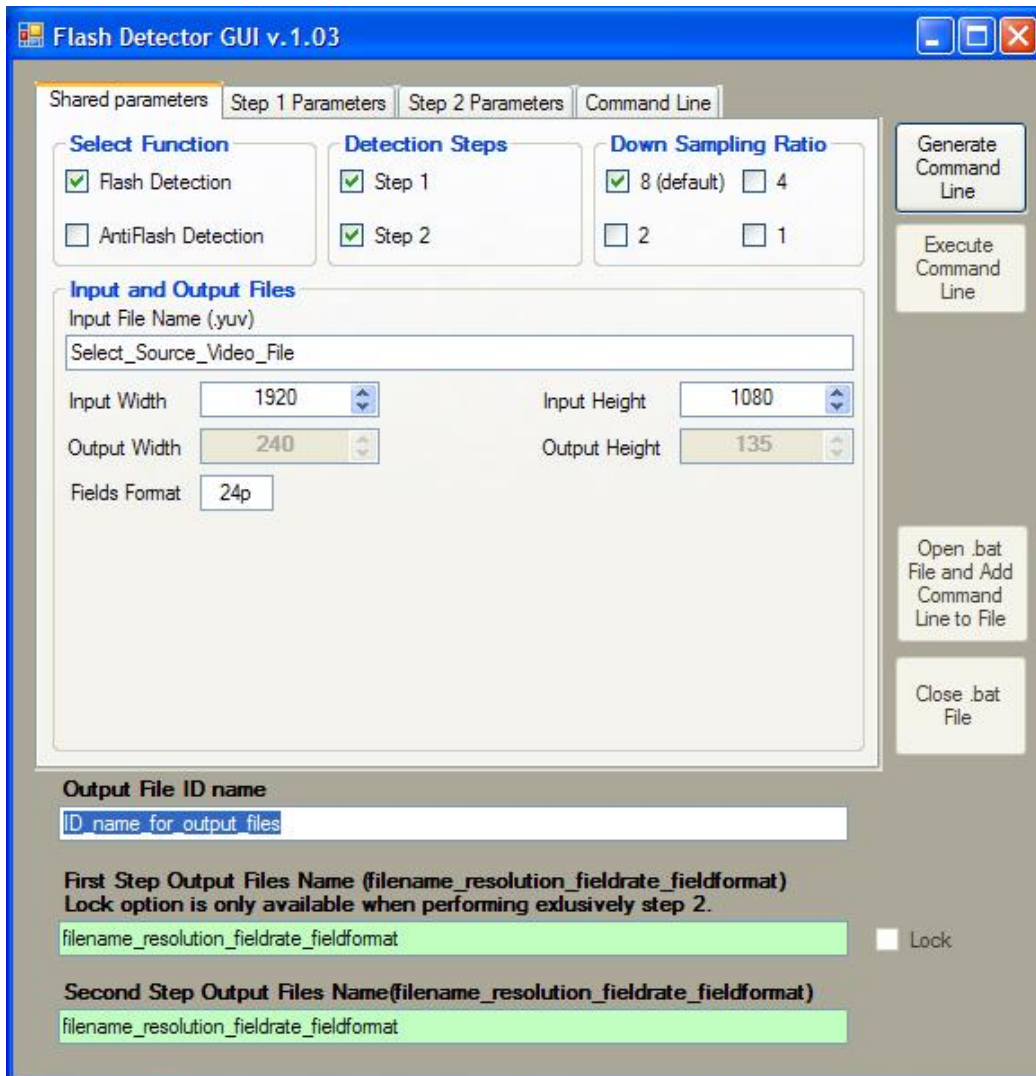 Flash Detector GUI v.1.03
Shared parameters
Step 1 Parameters
Step 2 Parameters
Command Line
Select Function
Flash Detection
AntiFlash Detection
Detection Steps
Step 1
Step 2
Down Sampling Ratio
8 (default)
4
2
1
Generate
Command
Line
Execute
Command
Line
Input and Output Files
Input File Name (.yuv)
Select_Source_Video_File
Input Width
1920
Input Height
1080
Output Width
240
Output Height
135
Fields Format
24p
Open .bat
File and Add
Command
Line to File
Close .bat
File
Output File ID name
ID_name_for_output_files
First Step Output Files Name (filename_resolution_fieldrate_fieldformat)
Lock option is only available when performing exlusively step 2.
filename_resolution_fieldrate_fieldformat
Lock
Second Step Output Files Name(filename_resolution_fieldrate_fieldformat)
filename_resolution_fieldrate_fieldformat